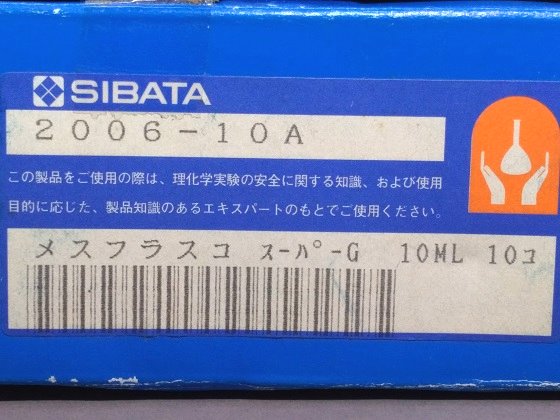 SIBATA
2006-10A
この製品をご使用の際は、理化学実験の安全に関する知識、および使用
目的に応じた、製品知識のあるエキスパートのもとでご使用ください。
メスフラスコ ｽｰﾊﾟｰG 10ML 10コ